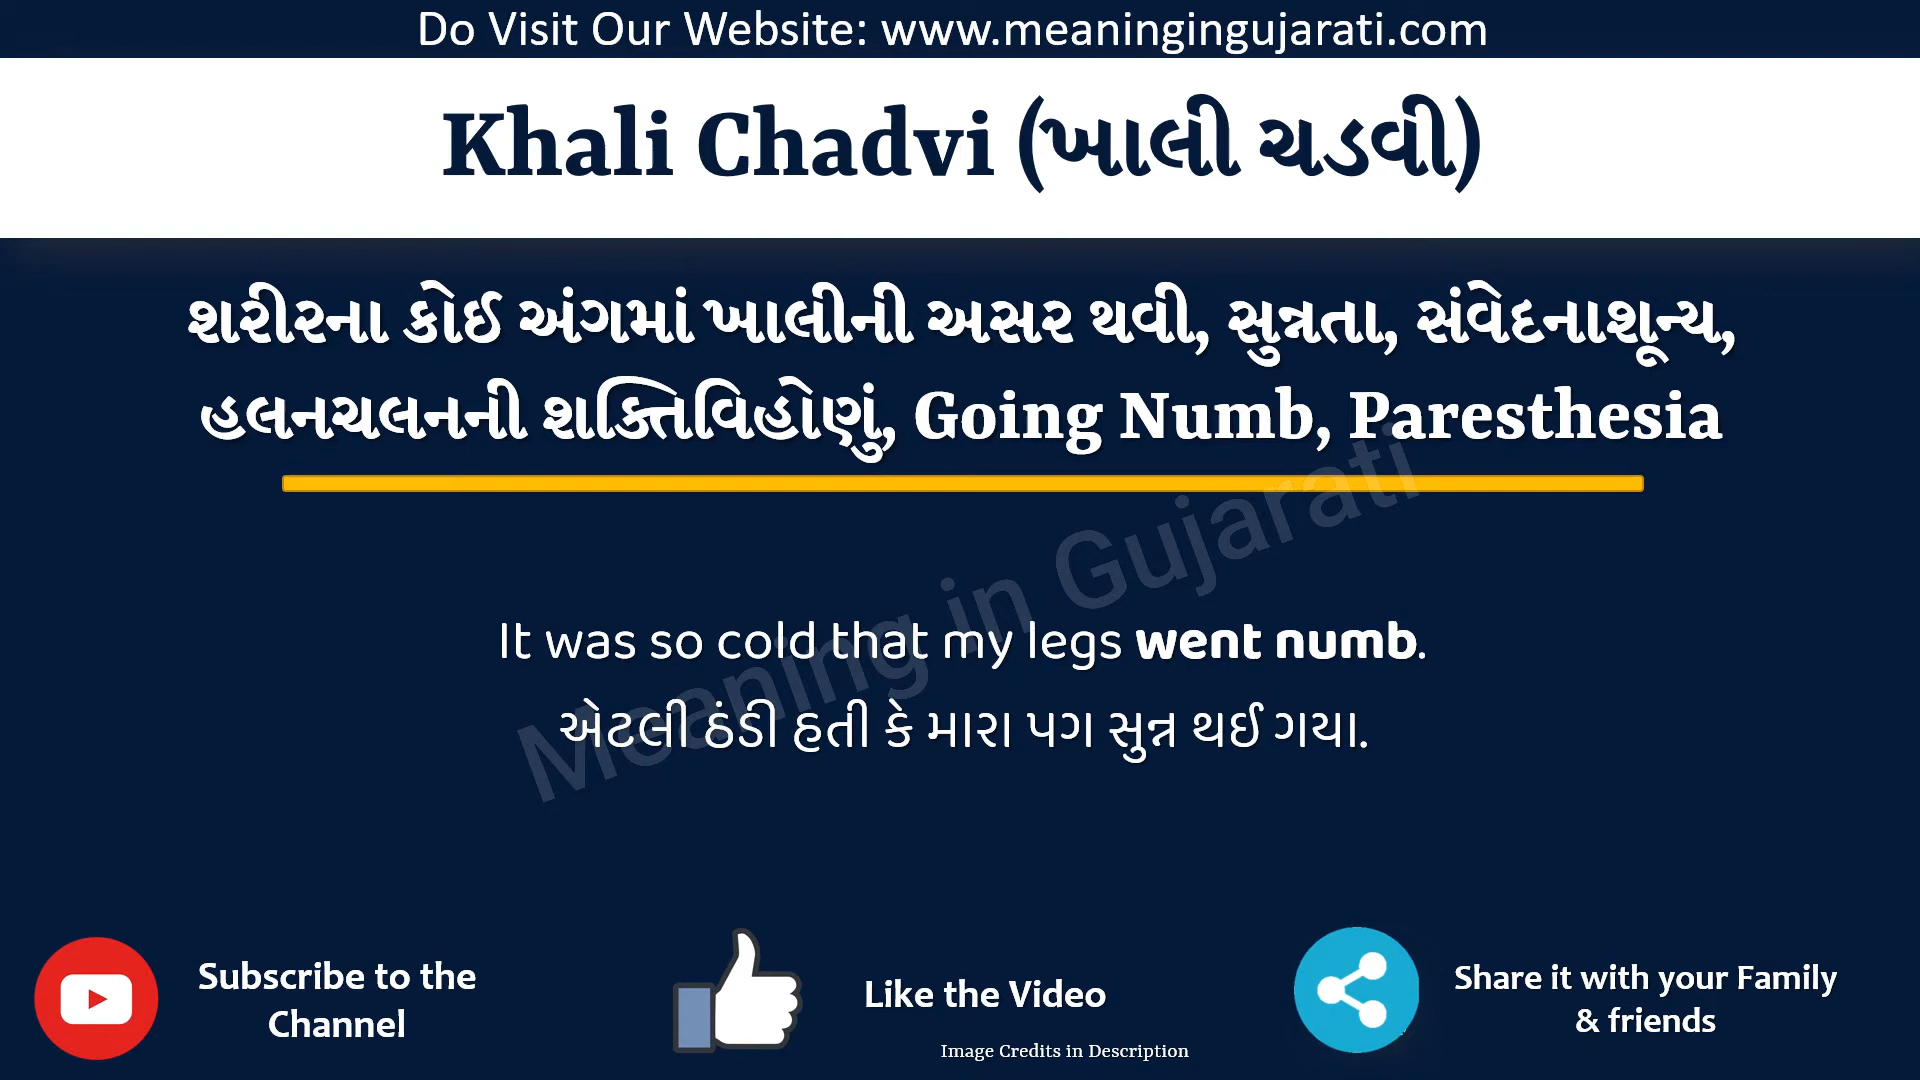 Do Visit Our Website: www.meaningingujarati.com
Khali Chadvi (ખાલી ચડવી)
શરીરના કોઈ અંગમાં ખાલીની અસર થવી, સુન્નતા, સંવેદનાશૂન્ય,
હલનચલનની શક્તિવિહોણું, Going Numb, Paresthesia
Meaning in Gujarati
It was so cold that my legs went numb.
એટલી ઠંડી હતી કે મારા પગ સુન્ન થઈ ગયા.
Subscribe to the
Channel
Like the Video
Share it with your Family
& friends
Image Credits in Description